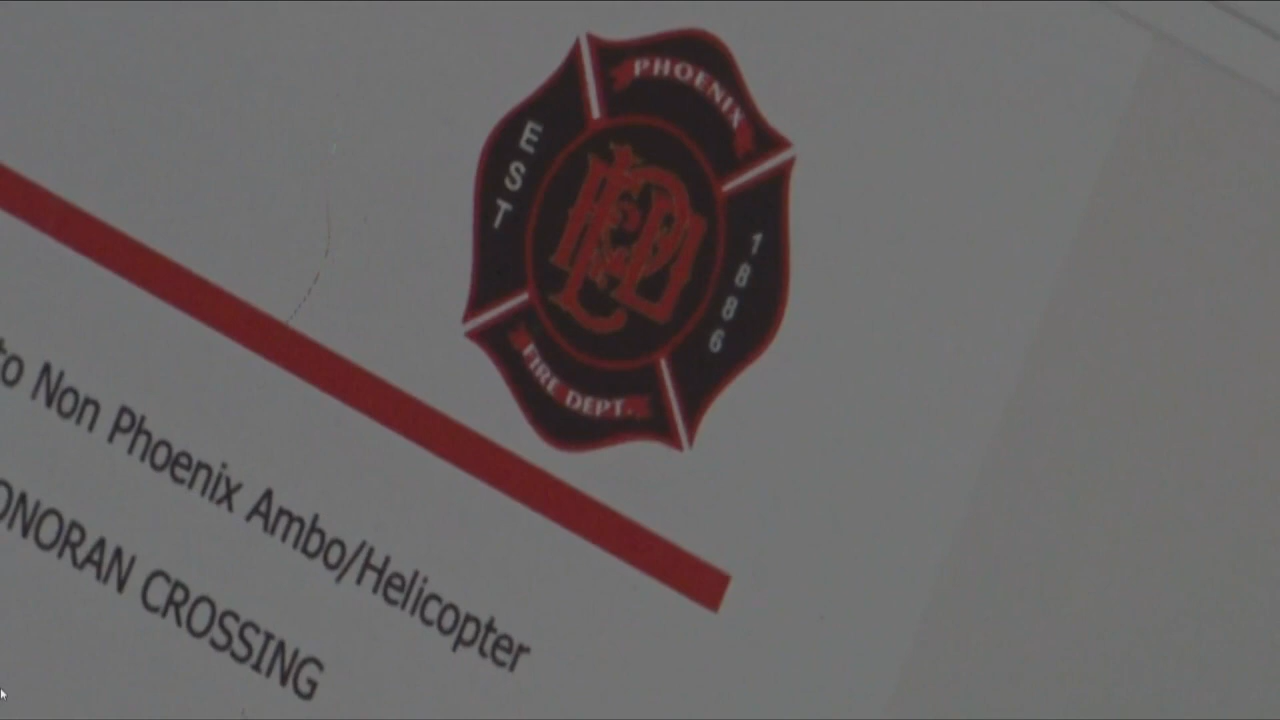 PHOENIX
EST
1886
FIRE DEPT.
to Non Phoenix Ambo/Helicopter
ONORAN CROSSING